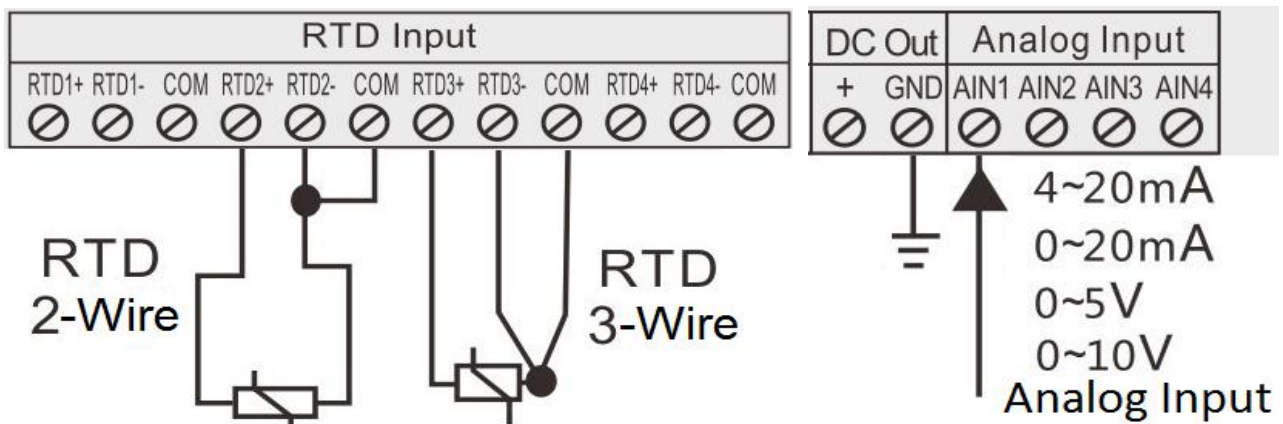 RTD Input
RTD1+ RTD1- COM RTD2+ RTD2- COM RTD3+ RTD3- COM RTD4+ RTD4- COM
RTD
2-Wire
RTD
3-Wire
DC Out Analog Input
+ GND AIN1 AIN2 AIN3 AIN4
4~20mA
0~20mA
0~5V
0~10V
Analog Input